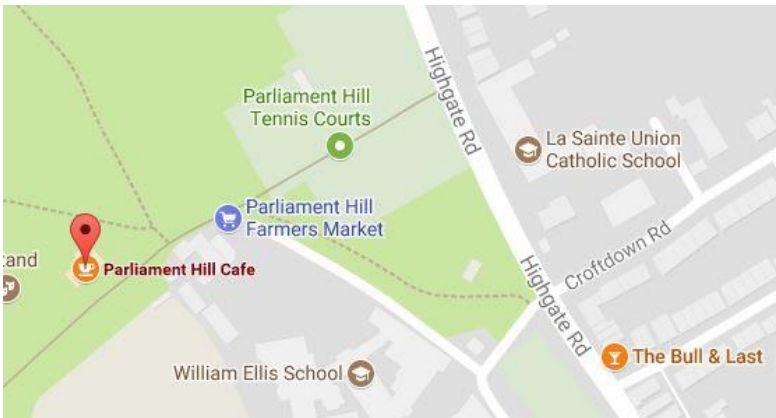 Highgate Rd
Parliament Hill
Tennis Courts
La Sainte Union
Catholic School
Parliament Hill
Farmers Market
tand
Parliament Hill Cafe
Croftdown Rd
Highgate Rd
William Ellis School
The Bull & Last